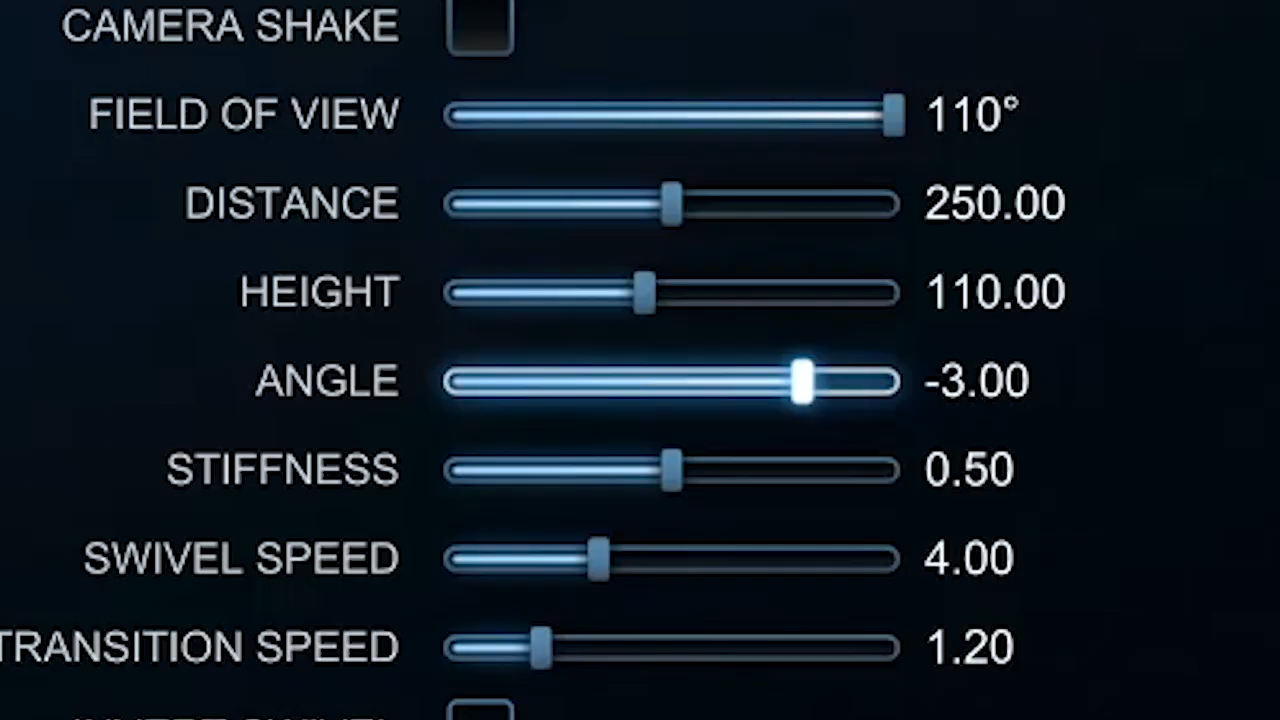 CAMERA SHAKE
FIELD OF VIEW 110°
DISTANCE 250.00
HEIGHT 110.00
ANGLE -3.00
STIFFNESS 0.50
SWIVEL SPEED 4.00
TRANSITION SPEED 1.20